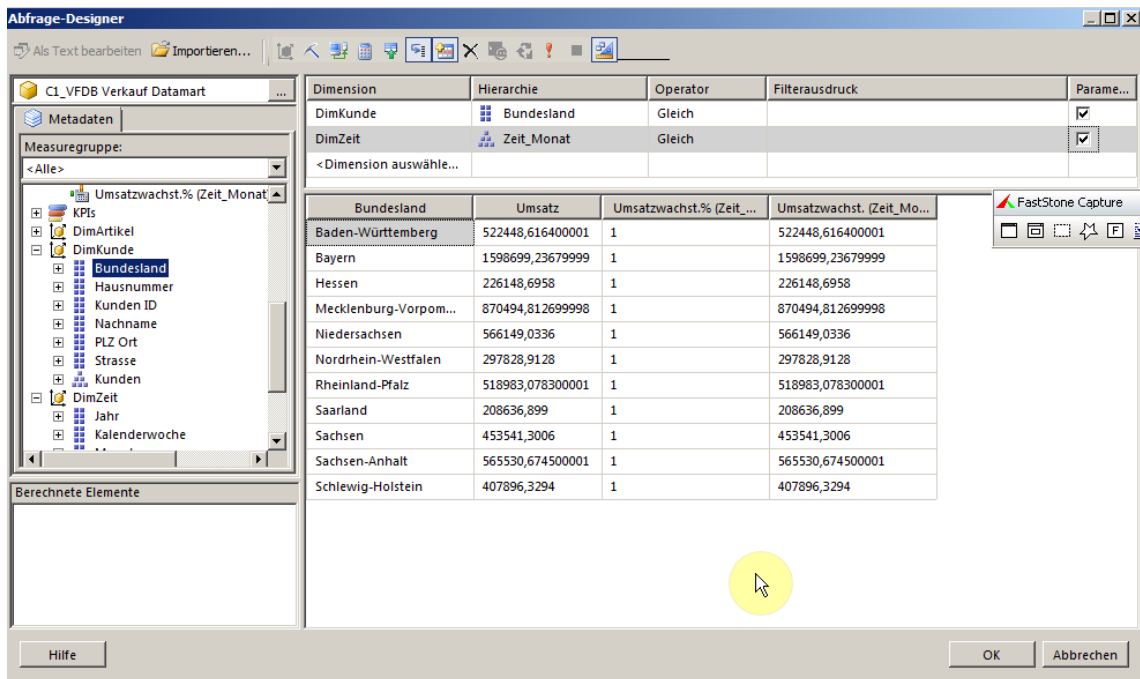 Abfrage-Designer
Als Text bearbeiten Importieren...
C1_VFDB Verkauf Datamart ...
Metadaten
Measuregruppe:
<Alle>
Umsatzwachst.% (Zeit_Monat
KPIs
DimArtikel
DimKunde
Bundesland
Hausnummer
Kunden ID
Nachname
PLZ Ort
Strasse
Kunden
DimZeit
Jahr
Kalenderwoche
Berechnete Elemente
Dimension Hierarchie Operator Filterausdruck Parame...
DimKunde Bundesland Gleich
DimZeit Zeit_Monat Gleich
<Dimension auswähle...
Bundesland Umsatz Umsatzwachst.% (Zeit_... Umsatzwachst. (Zeit_Mo...
Baden-Württemberg 522448,616400001 1 522448,616400001
Bayern 1598699,23679999 1 1598699,23679999
Hessen 226148,6958 1 226148,6958
Mecklenburg-Vorpom... 870494,812699998 1 870494,812699998
Niedersachsen 566149,0336 1 566149,0336
Nordrhein-Westfalen 297828,9128 1 297828,9128
Rheinland-Pfalz 518983,078300001 1 518983,078300001
Saarland 208636,899 1 208636,899
Sachsen 453541,3006 1 453541,3006
Sachsen-Anhalt 565530,674500001 1 565530,674500001
Schlewig-Holstein 407896,3294 1 407896,3294
FastStone Capture
Hilfe OK Abbrechen